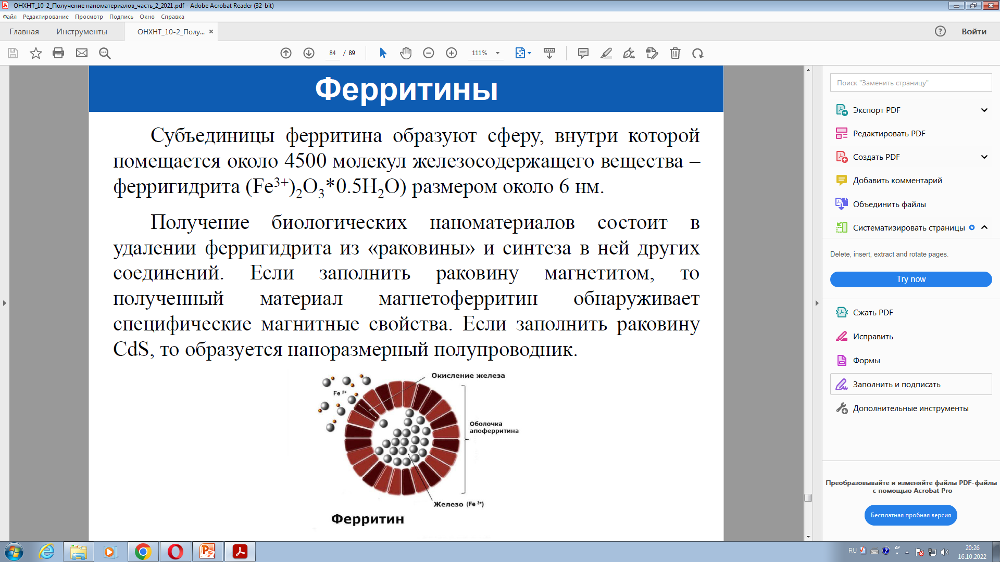 ОНХНТ_10-2_Получение наноматериалов_часть_2_2021.pdf - Adobe Acrobat Reader (32-bit)
Файл Редактирование Просмотр Подпись Окно Справка
Главная Инструменты ОНХНТ_10-2_Полу... × Войти
84 / 89 111%
Ферритины
Субъединицы ферритина образуют сферу, внутри которой
помещается около 4500 молекул железосодержащего вещества –
ферригидрита (Fe³⁺)₂O₃*0.5H₂O) размером около 6 нм.
Получение биологических наноматериалов состоит в
удалении ферригидрита из «раковины» и синтеза в ней других
соединений. Если заполнить раковину магнетитом, то
полученный материал магнетоферритин обнаруживает
специфические магнитные свойства. Если заполнить раковину
CdS, то образуется наноразмерный полупроводник.
Окисление железа
Fe ²⁺
Оболочка
апоферритина
Железо (Fe ³⁺)
Ферритин
Поиск "Заменить страницу"
Экспорт PDF
Редактировать PDF
Создать PDF
Добавить комментарий
Объединить файлы
Систематизировать страницы
Delete, insert, extract and rotate pages.
Try now
Сжать PDF
Исправить
Формы
Заполнить и подписать
Дополнительные инструменты
Преобразовывайте и изменяйте файлы PDF-файлы
с помощью Acrobat Pro
Бесплатная пробная версия
RU
20:26
16.10.2022